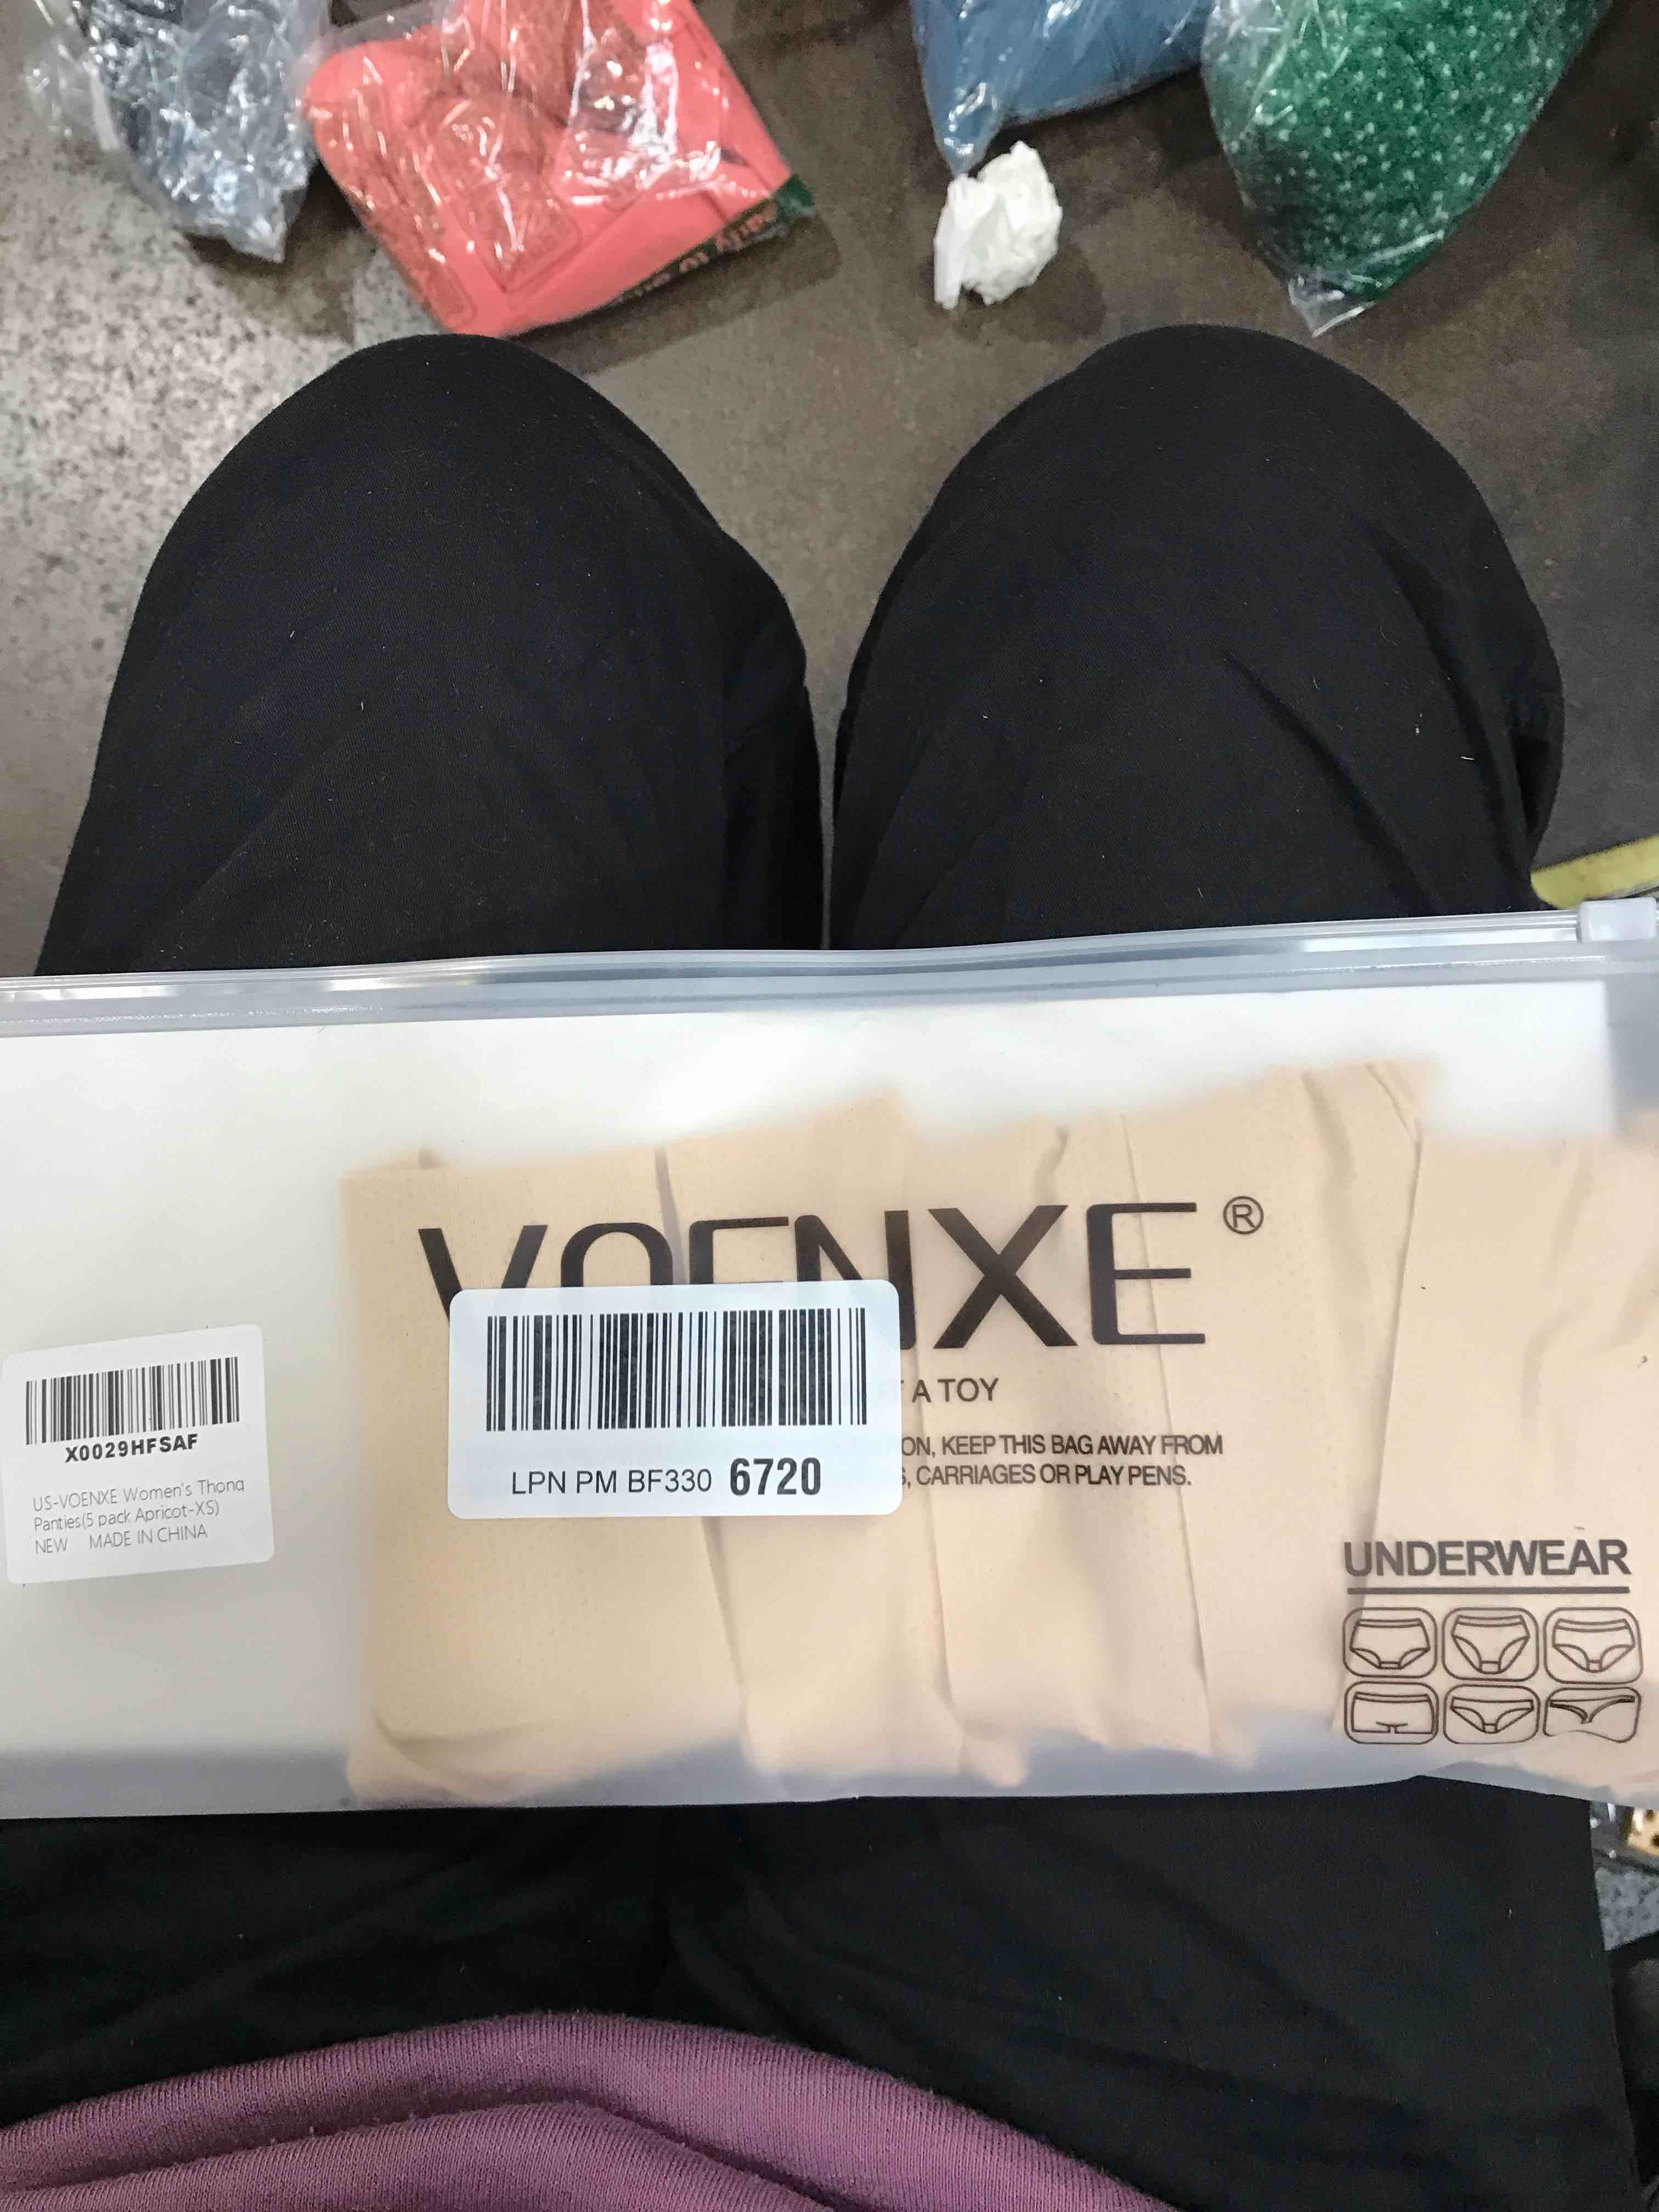 VOENXE®
A TOY
ON, KEEP THIS BAG AWAY FROM
S, CARRIAGES OR PLAY PENS.
LPN PM BF330 6720
X0029HFSAF
US-VOENXE Women's Thong
Panties(5 pack Apricot-XS)
NEW MADE IN CHINA
UNDERWEAR